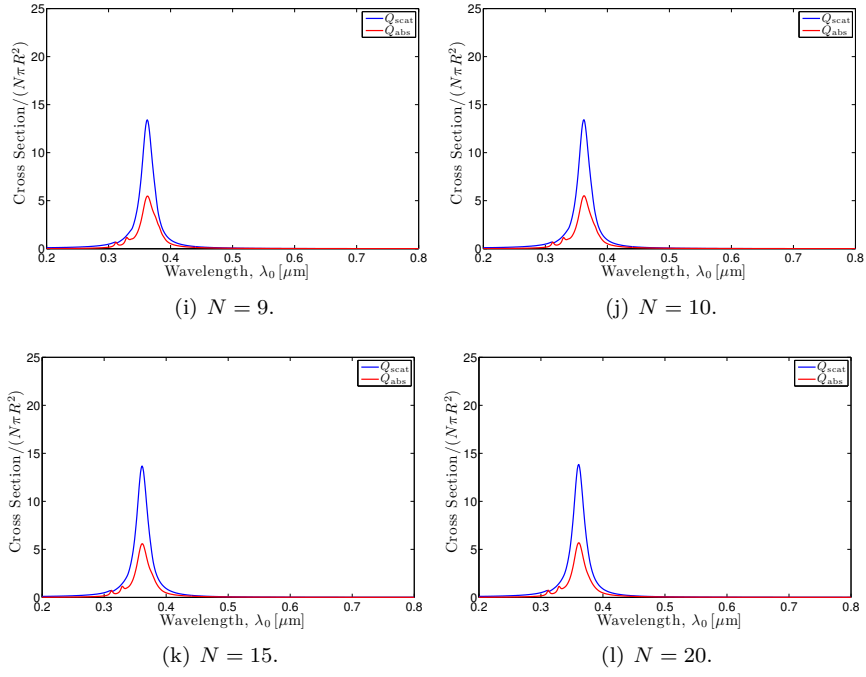 25
20
15
10
5
0
Cross Section/(NπR²)
Q_scat
Q_abs
0.2 0.3 0.4 0.5 0.6 0.7 0.8
Wavelength, λ₀ [μm]
(i) N = 9.
25
20
15
10
5
0
Cross Section/(NπR²)
Q_scat
Q_abs
0.2 0.3 0.4 0.5 0.6 0.7 0.8
Wavelength, λ₀ [μm]
(j) N = 10.
25
20
15
10
5
0
Cross Section/(NπR²)
Q_scat
Q_abs
0.2 0.3 0.4 0.5 0.6 0.7 0.8
Wavelength, λ₀ [μm]
(k) N = 15.
25
20
15
10
5
0
Cross Section/(NπR²)
Q_scat
Q_abs
0.2 0.3 0.4 0.5 0.6 0.7 0.8
Wavelength, λ₀ [μm]
(l) N = 20.